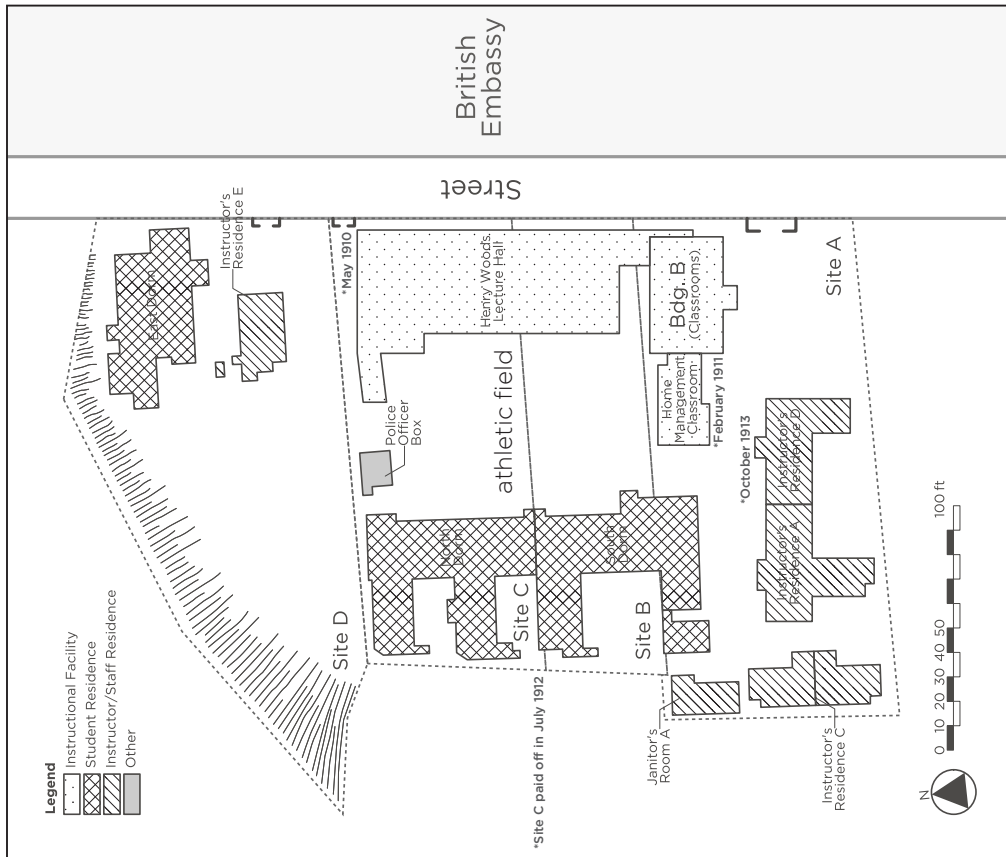 British
Embassy
Street
Instructor's
Residence E
East Dorm
*May 1910
Henry Woods
Lecture Hall
Bdg. B
(Classrooms)
Site A
Home
Management
Classroom
*February 1911
Police
Officer
Box
athletic field
*October 1913
Instructor's
Residence D
Instructor's
Residence A
North
Dorm
South
Dorm
Site D
Site C
Site B
*Site C paid off in July 1912
Janitor's
Room A
Instructor's
Residence C
Legend
Instructional Facility
Student Residence
Instructor/Staff Residence
Other
0 10 20 30 40 50 100 ft
N